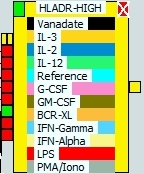 HLADR-HIGH
Vanadate
IL-3
IL-2
IL-12
Reference
G-CSF
GM-CSF
BCR-XL
IFN-Gamma
IFN-Alpha
LPS
PMA/Iono